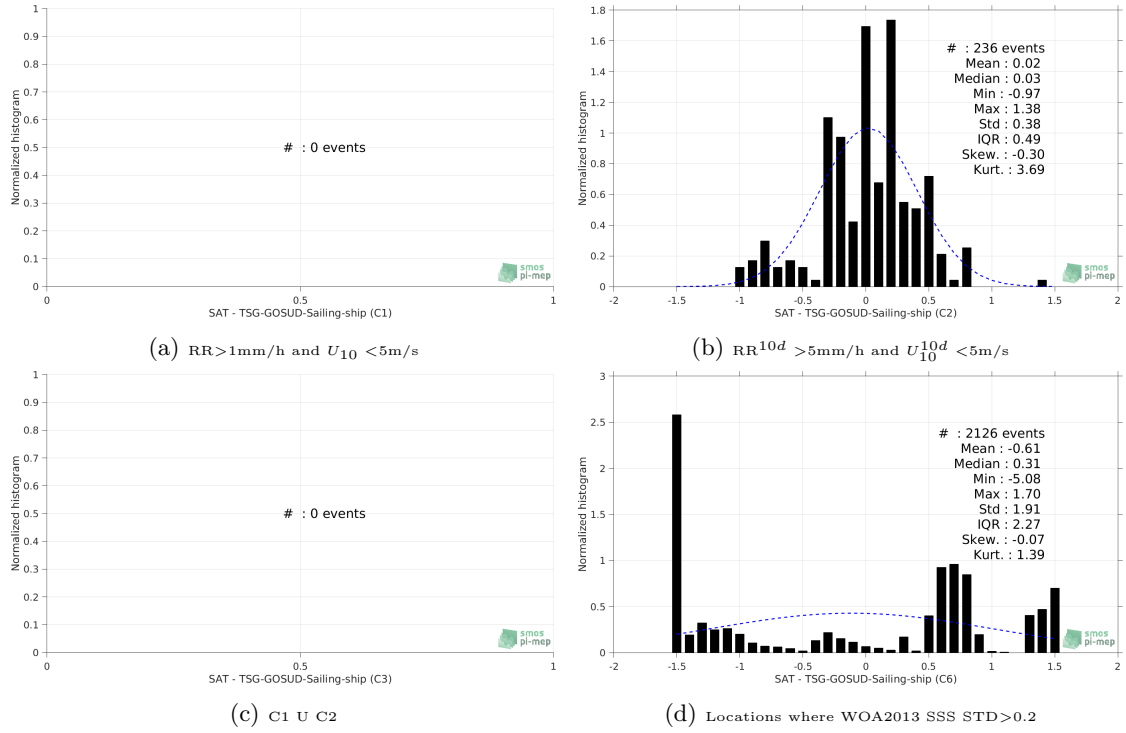 1
0.9
0.8
0.7
0.6
0.5
0.4
0.3
0.2
0.1
0
Normalized histogram
# : 0 events
smos
pi-mep
0 0.5 1
SAT - TSG-GOSUD-Sailing-ship (C1)
(a) RR>1mm/h and U10 <5m/s
1.8
1.6
1.4
1.2
1
0.8
0.6
0.4
0.2
0
Normalized histogram
# : 236 events
Mean : 0.02
Median : 0.03
Min : -0.97
Max : 1.38
Std : 0.38
IQR : 0.49
Skew. : -0.30
Kurt. : 3.69
smos
pi-mep
-2 -1.5 -1 -0.5 0 0.5 1 1.5 2
SAT - TSG-GOSUD-Sailing-ship (C2)
(b) RR10d >5mm/h and U10d10 <5m/s
1
0.9
0.8
0.7
0.6
0.5
0.4
0.3
0.2
0.1
0
Normalized histogram
# : 0 events
smos
pi-mep
0 0.5 1
SAT - TSG-GOSUD-Sailing-ship (C3)
(c) C1 U C2
3
2.5
2
1.5
1
0.5
0
Normalized histogram
# : 2126 events
Mean : -0.61
Median : 0.31
Min : -5.08
Max : 1.70
Std : 1.91
IQR : 2.27
Skew. : -0.07
Kurt. : 1.39
smos
pi-mep
-2 -1.5 -1 -0.5 0 0.5 1 1.5 2
SAT - TSG-GOSUD-Sailing-ship (C6)
(d) Locations where WOA2013 SSS STD>0.2